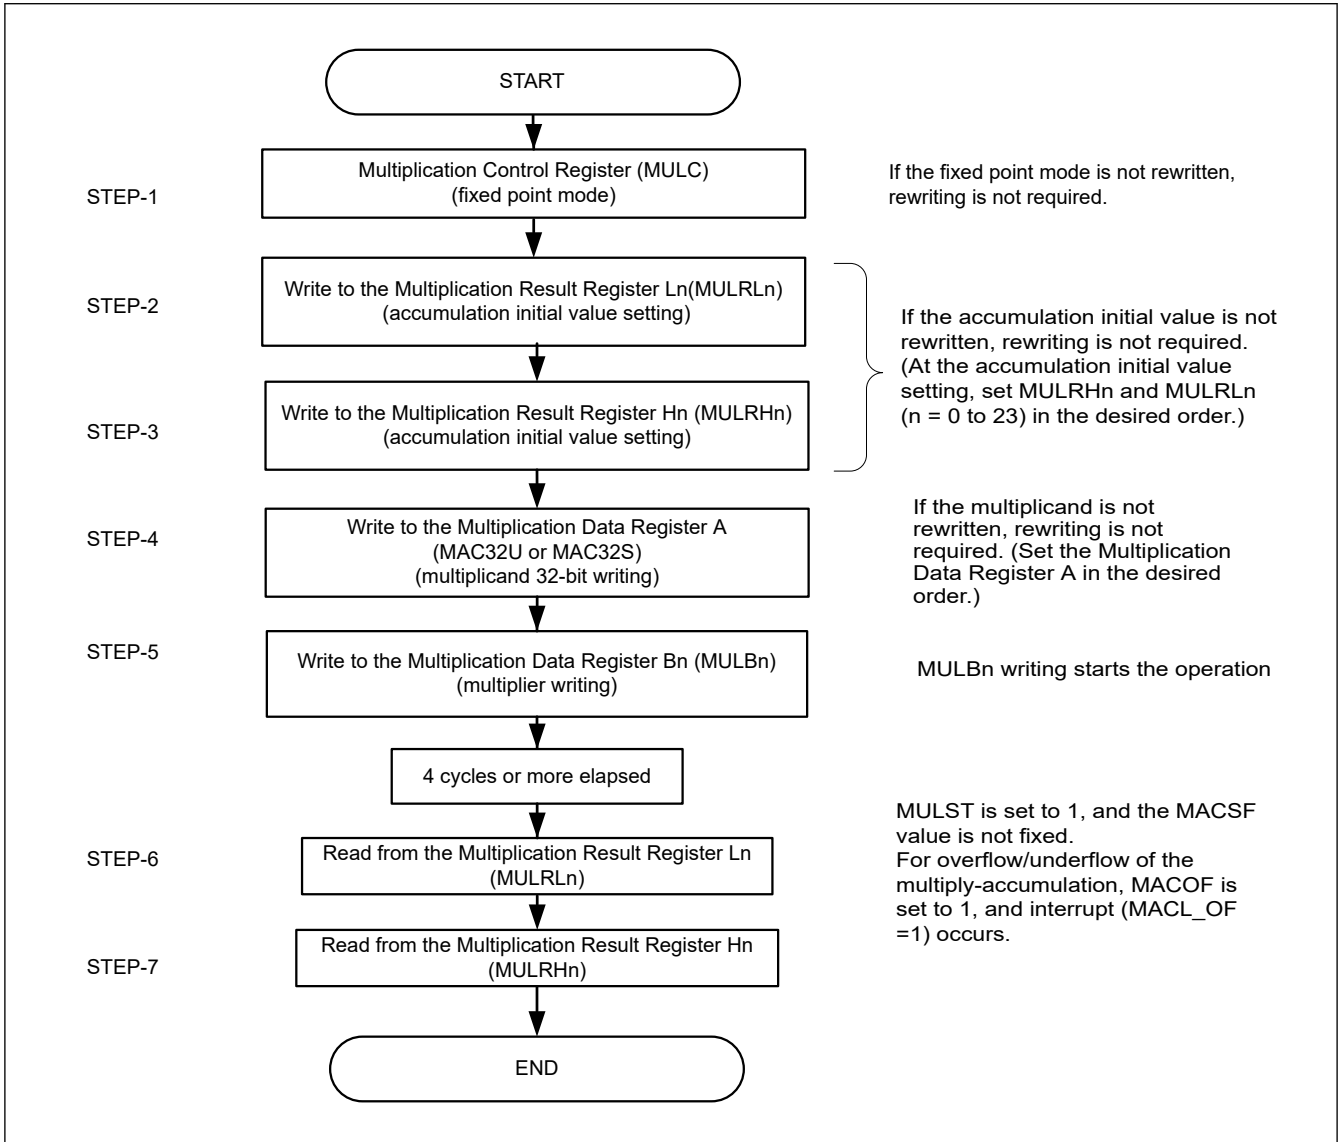 START
STEP-1
Multiplication Control Register (MULC)
(fixed point mode)
If the fixed point mode is not rewritten,
rewriting is not required.
STEP-2
Write to the Multiplication Result Register Ln(MULRLn)
(accumulation initial value setting)
STEP-3
Write to the Multiplication Result Register Hn (MULRHn)
(accumulation initial value setting)
If the accumulation initial value is not
rewritten, rewriting is not required.
(At the accumulation initial value
setting, set MULRHn and MULRLn
(n = 0 to 23) in the desired order.)
STEP-4
Write to the Multiplication Data Register A
(MAC32U or MAC32S)
(multiplicand 32-bit writing)
If the multiplicand is not
rewritten, rewriting is not
required. (Set the Multiplication
Data Register A in the desired
order.)
STEP-5
Write to the Multiplication Data Register Bn (MULBn)
(multiplier writing)
MULBn writing starts the operation
4 cycles or more elapsed
STEP-6
Read from the Multiplication Result Register Ln
(MULRLn)
MULST is set to 1, and the MACSF
value is not fixed.
For overflow/underflow of the
multiply-accumulation, MACOF is
set to 1, and interrupt (MACL_OF
=1) occurs.
STEP-7
Read from the Multiplication Result Register Hn
(MULRHn)
END